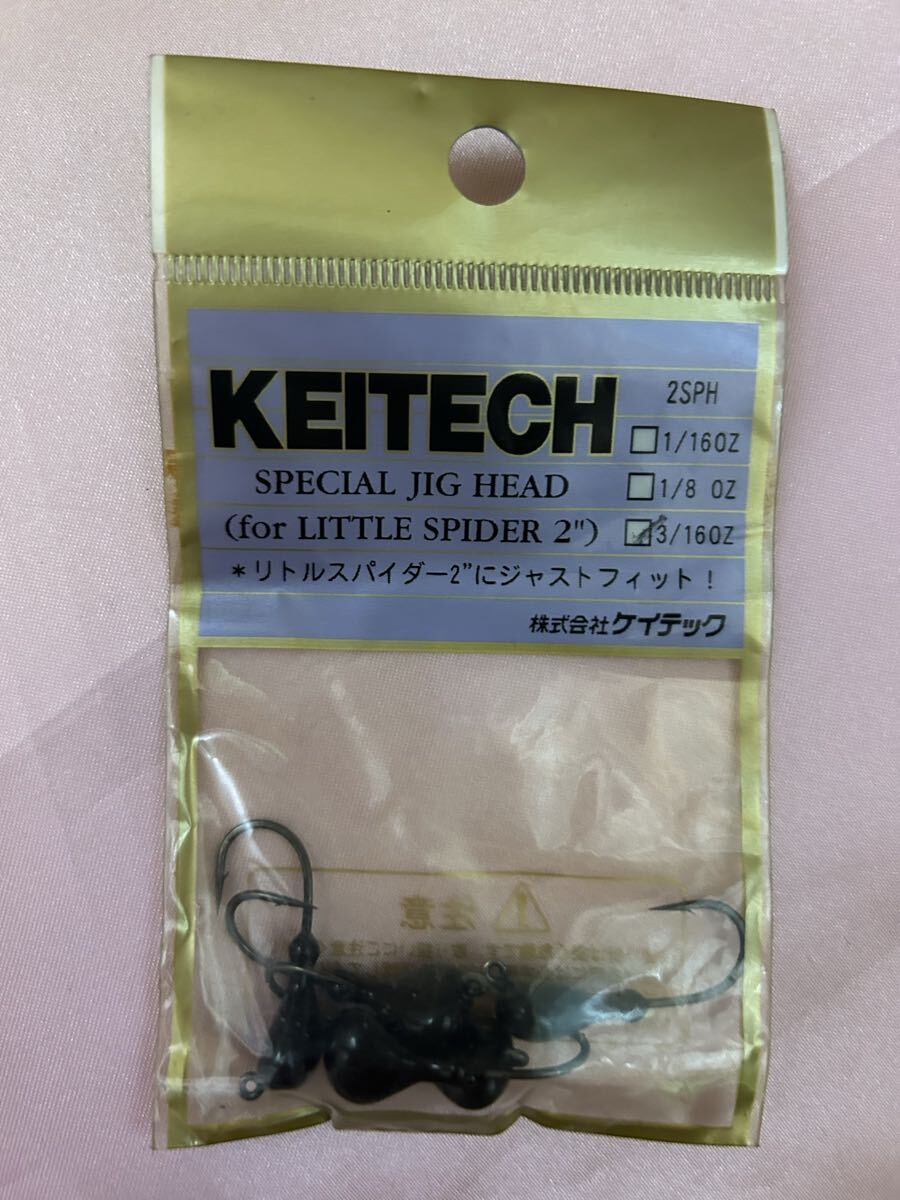 KEITECH
2SPH
1/16OZ
SPECIAL JIG HEAD
1/8 OZ
(for LITTLE SPIDER 2")
3/16OZ
*リトルスパイダー2”にジャストフィット！
株式会社ケイテック
注意